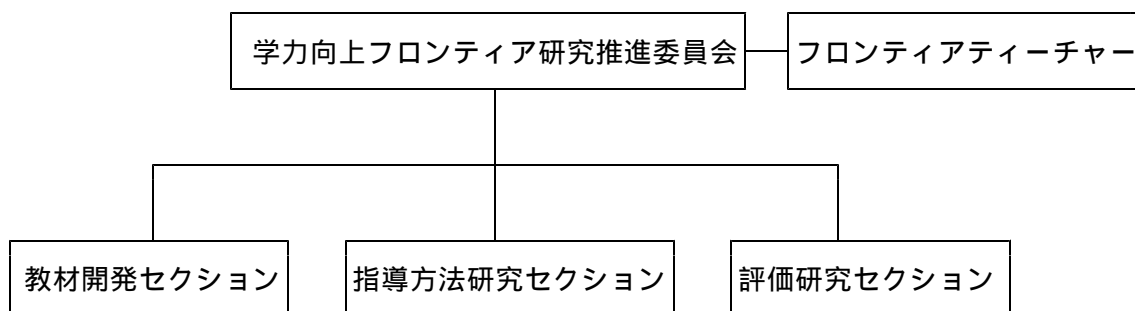 学力向上フロンティア研究推進委員会
フロンティアティーチャー
教材開発セクション
指導方法研究セクション
評価研究セクション